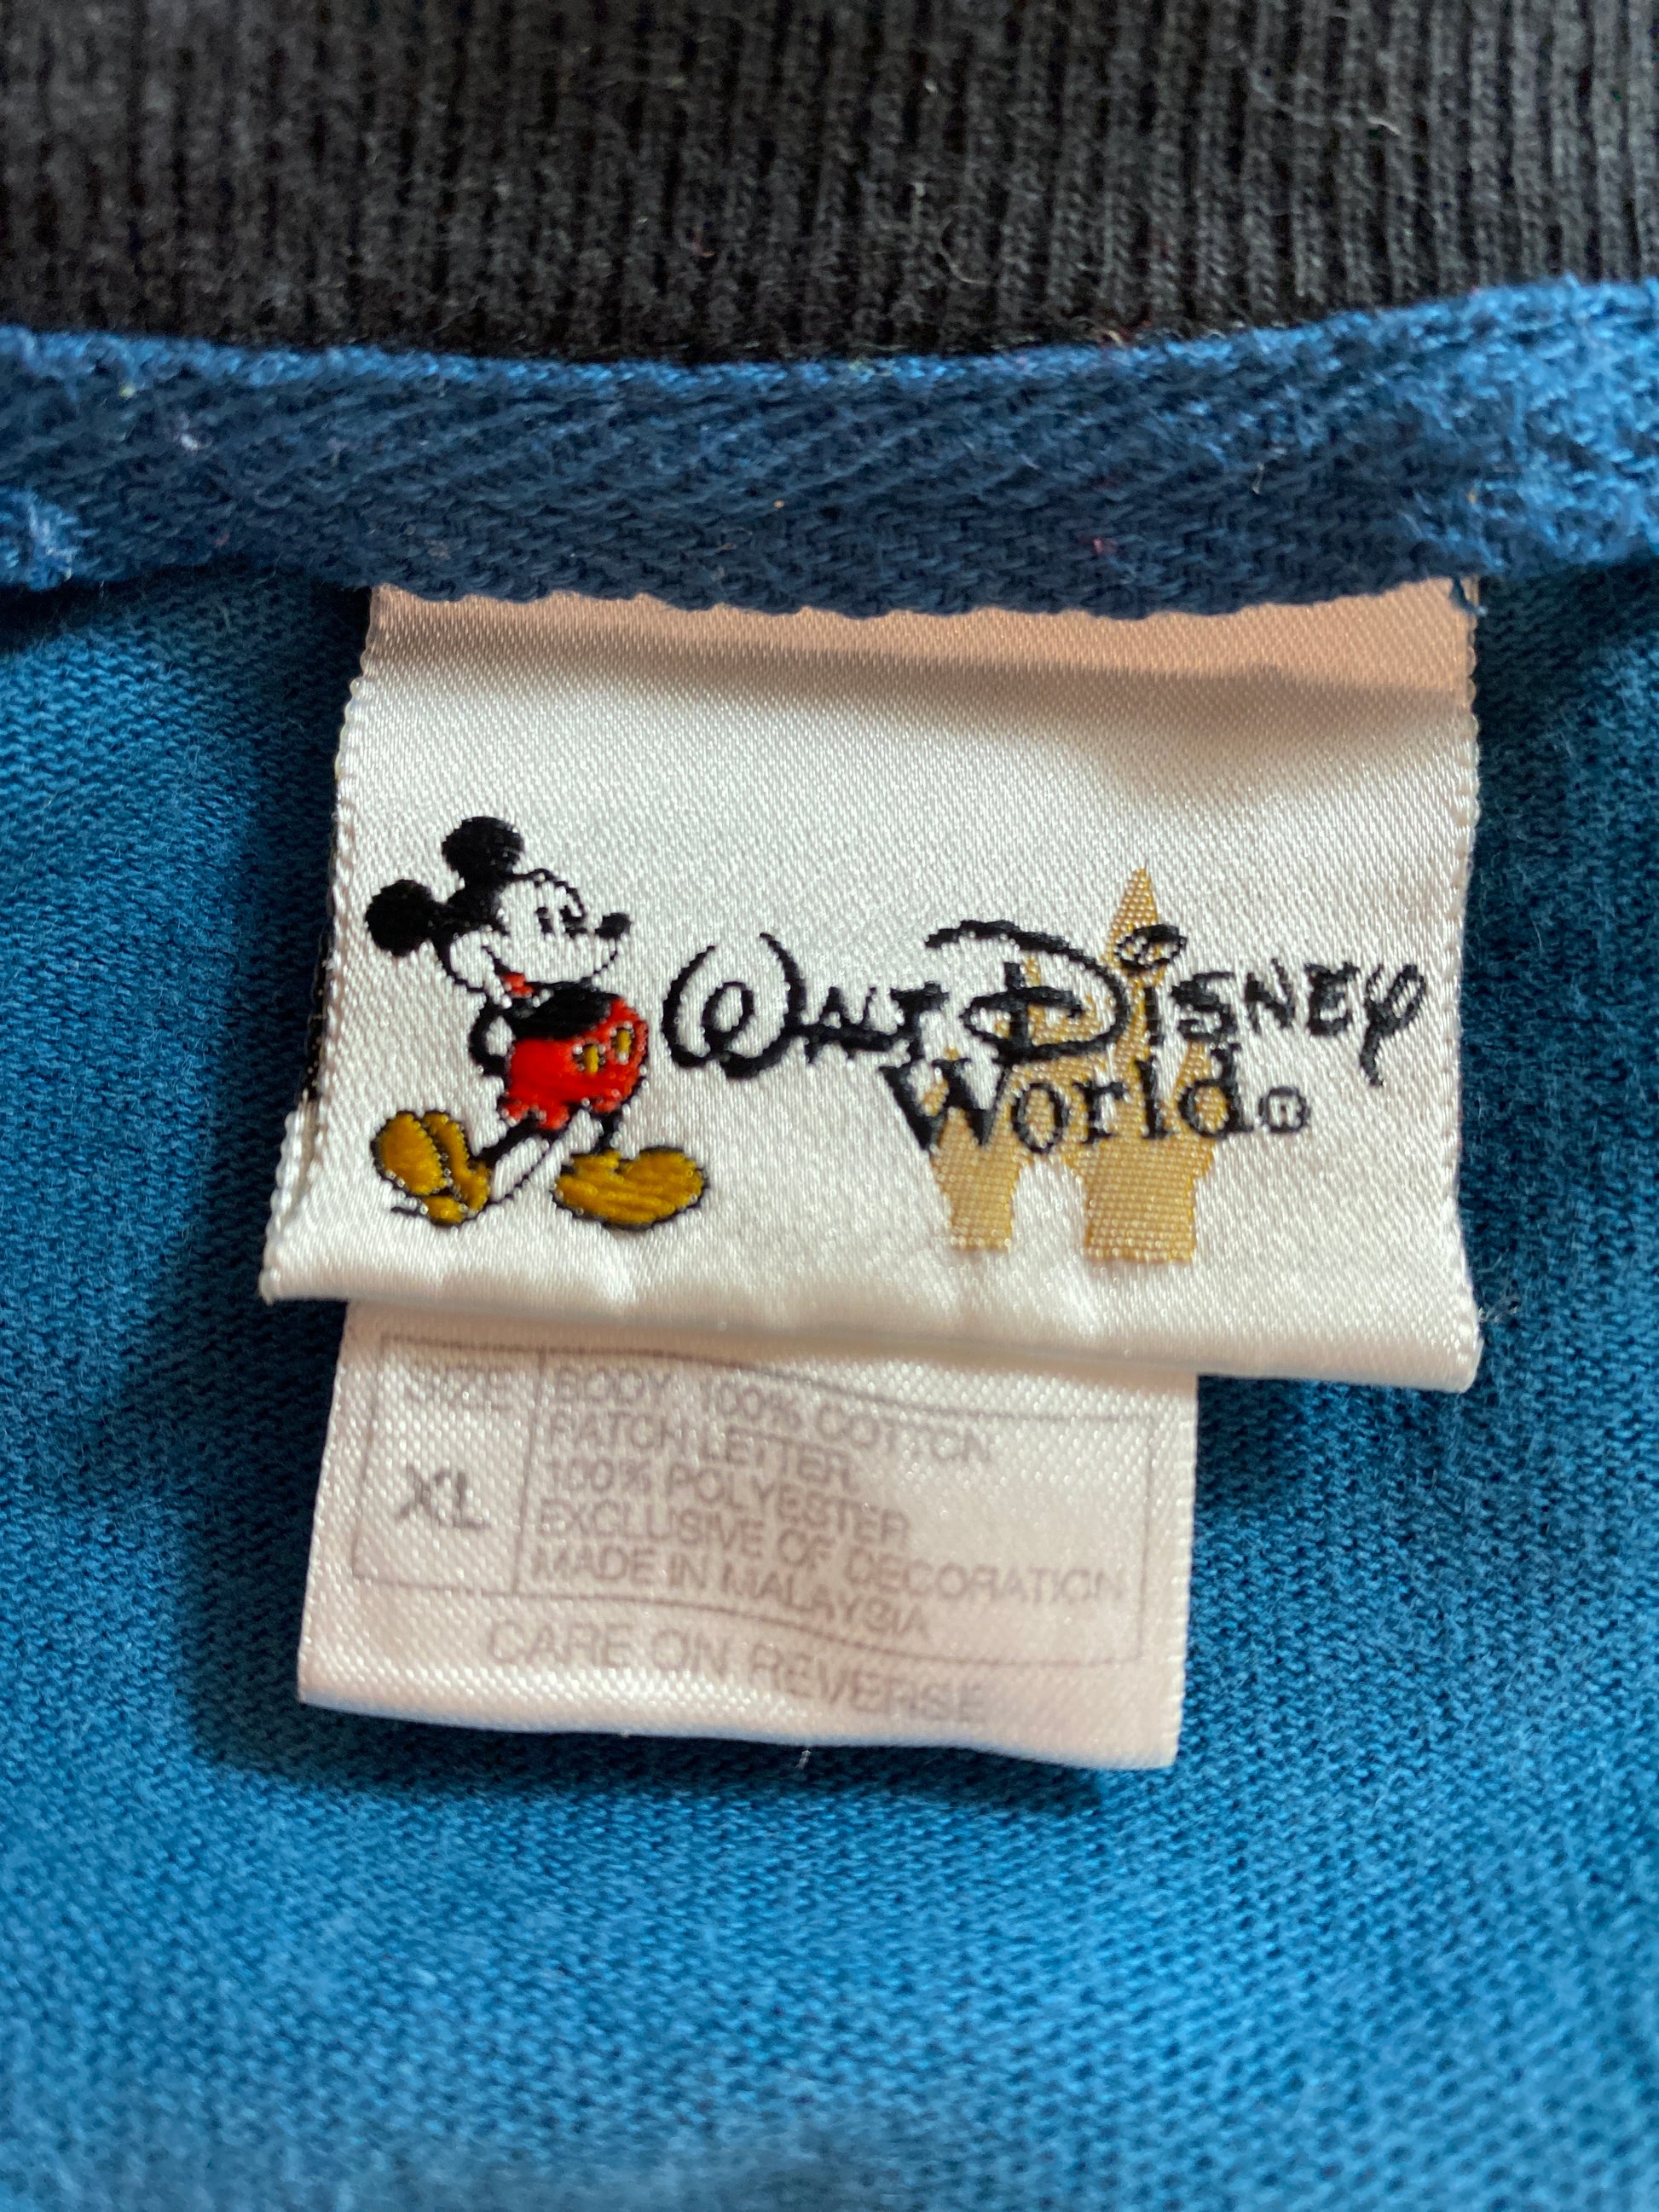 WALT DISNEY
World®
SIZE
XL
BODY 100% COTTON
PATCH LETTER
100% POLYESTER
EXCLUSIVE OF DECORATION
MADE IN MALAYSIA
CARE ON REVERSE